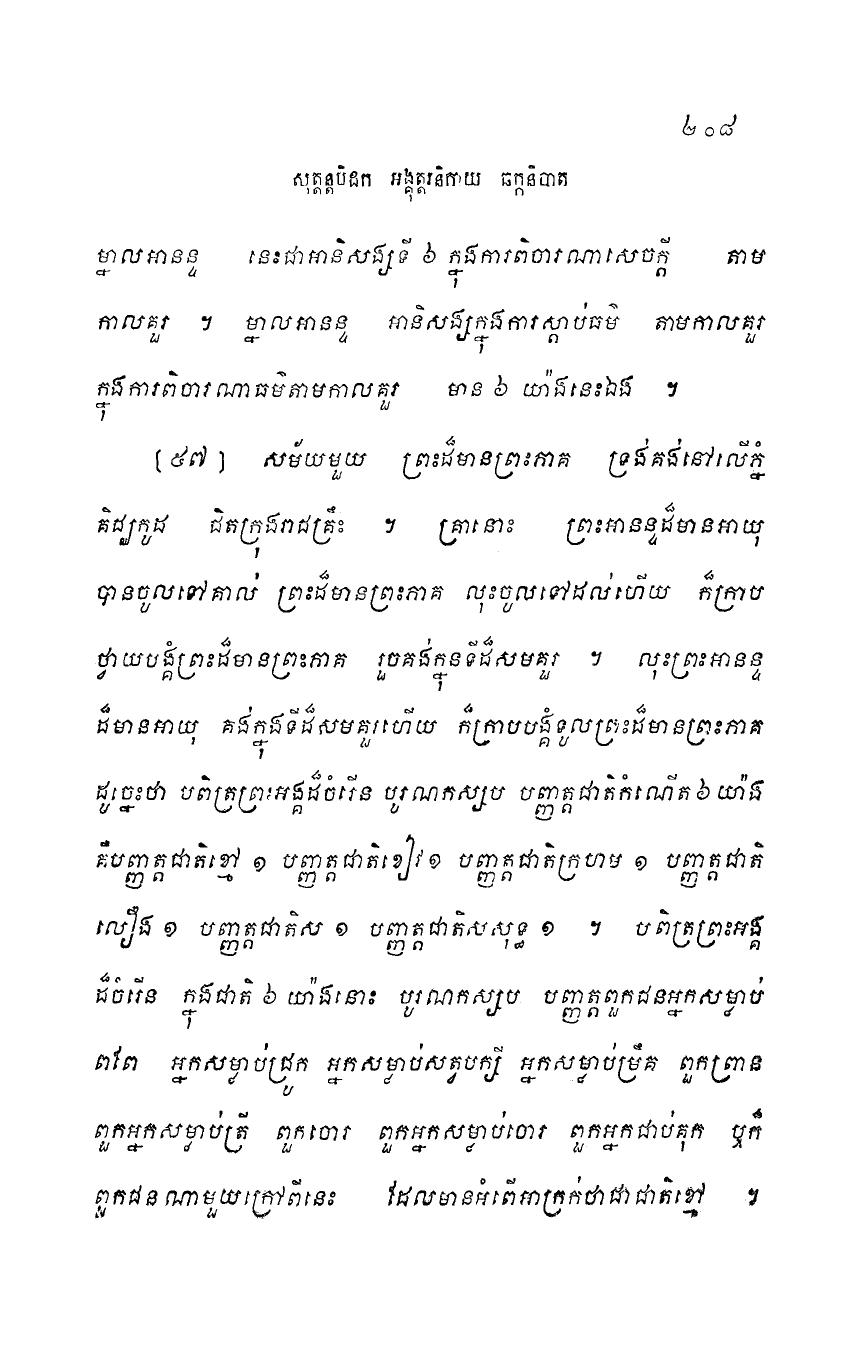 ២០៨
សុត្តន្តបិដក អង្គុត្តរនិកាយ ឆក្កនិបាត
ម្នាលអានន្ទ នេះជាអានិសង្សទី ៦ ក្នុងការពិចារណាសេចក្តី តាម
កាលគួរ ។ ម្នាលអានន្ទ អានិសង្សក្នុងការស្តាប់ធម៌ តាមកាលគួរ
ក្នុងការពិចារណាធម៌តាមកាលគួរ មាន ៦ យ៉ាងនេះឯង ។
[៥៧] សម័យមួយ ព្រះដ៏មានព្រះភាគ ទ្រង់គង់នៅលើភ្នំ
គិជ្ឈកូដ ជិតក្រុងរាជគ្រឹះ ។ គ្រានោះ ព្រះអានន្ទដ៏មានអាយុ
បានចូលទៅគាល់ ព្រះដ៏មានព្រះភាគ លុះចូលទៅដល់ហើយ ក៏ក្រាប
ថ្វាយបង្គំព្រះដ៏មានព្រះភាគ រួចគង់ក្នុងទីដ៏សមគួរ ។ លុះព្រះអានន្ទ
ដ៏មានអាយុ គង់ក្នុងទីដ៏សមគួរហើយ ក៏ក្រាបបង្គំទូលព្រះដ៏មានព្រះភាគ
ដូច្នេះថា បពិត្រព្រះអង្គដ៏ចំរើន បូរណកស្សប បញ្ញត្តជាតិកំណើត៦យ៉ាង
គឺបញ្ញត្តជាតិខ្មៅ ១ បញ្ញត្តជាតិខៀវ១ បញ្ញត្តជាតិក្រហម ១ បញ្ញត្តជាតិ
លឿង ១ បញ្ញត្តជាតិស ១ បញ្ញត្តជាតិសសុទ្ធ ១ ។ បពិត្រព្រះអង្គ
ដ៏ចំរើន ក្នុងជាតិ ៦ យ៉ាងនោះ បូរណកស្សប បញ្ញត្តពួកជនអ្នកសម្លាប់
ពពែ អ្នកសម្លាប់ជ្រូក អ្នកសម្លាប់សត្វបក្សី អ្នកសម្លាប់ម្រឹគ ពួកព្រាន
ពួកអ្នកសម្លាប់ត្រី ពួកចោរ ពួកអ្នកសម្លាប់ចោរ ពួកអ្នកជាប់គុក ឬក៏
ពួកជនណាមួយក្រៅពីនេះ ដែលមានអំពើអាក្រក់ថាជាជាតិខ្មៅ ។